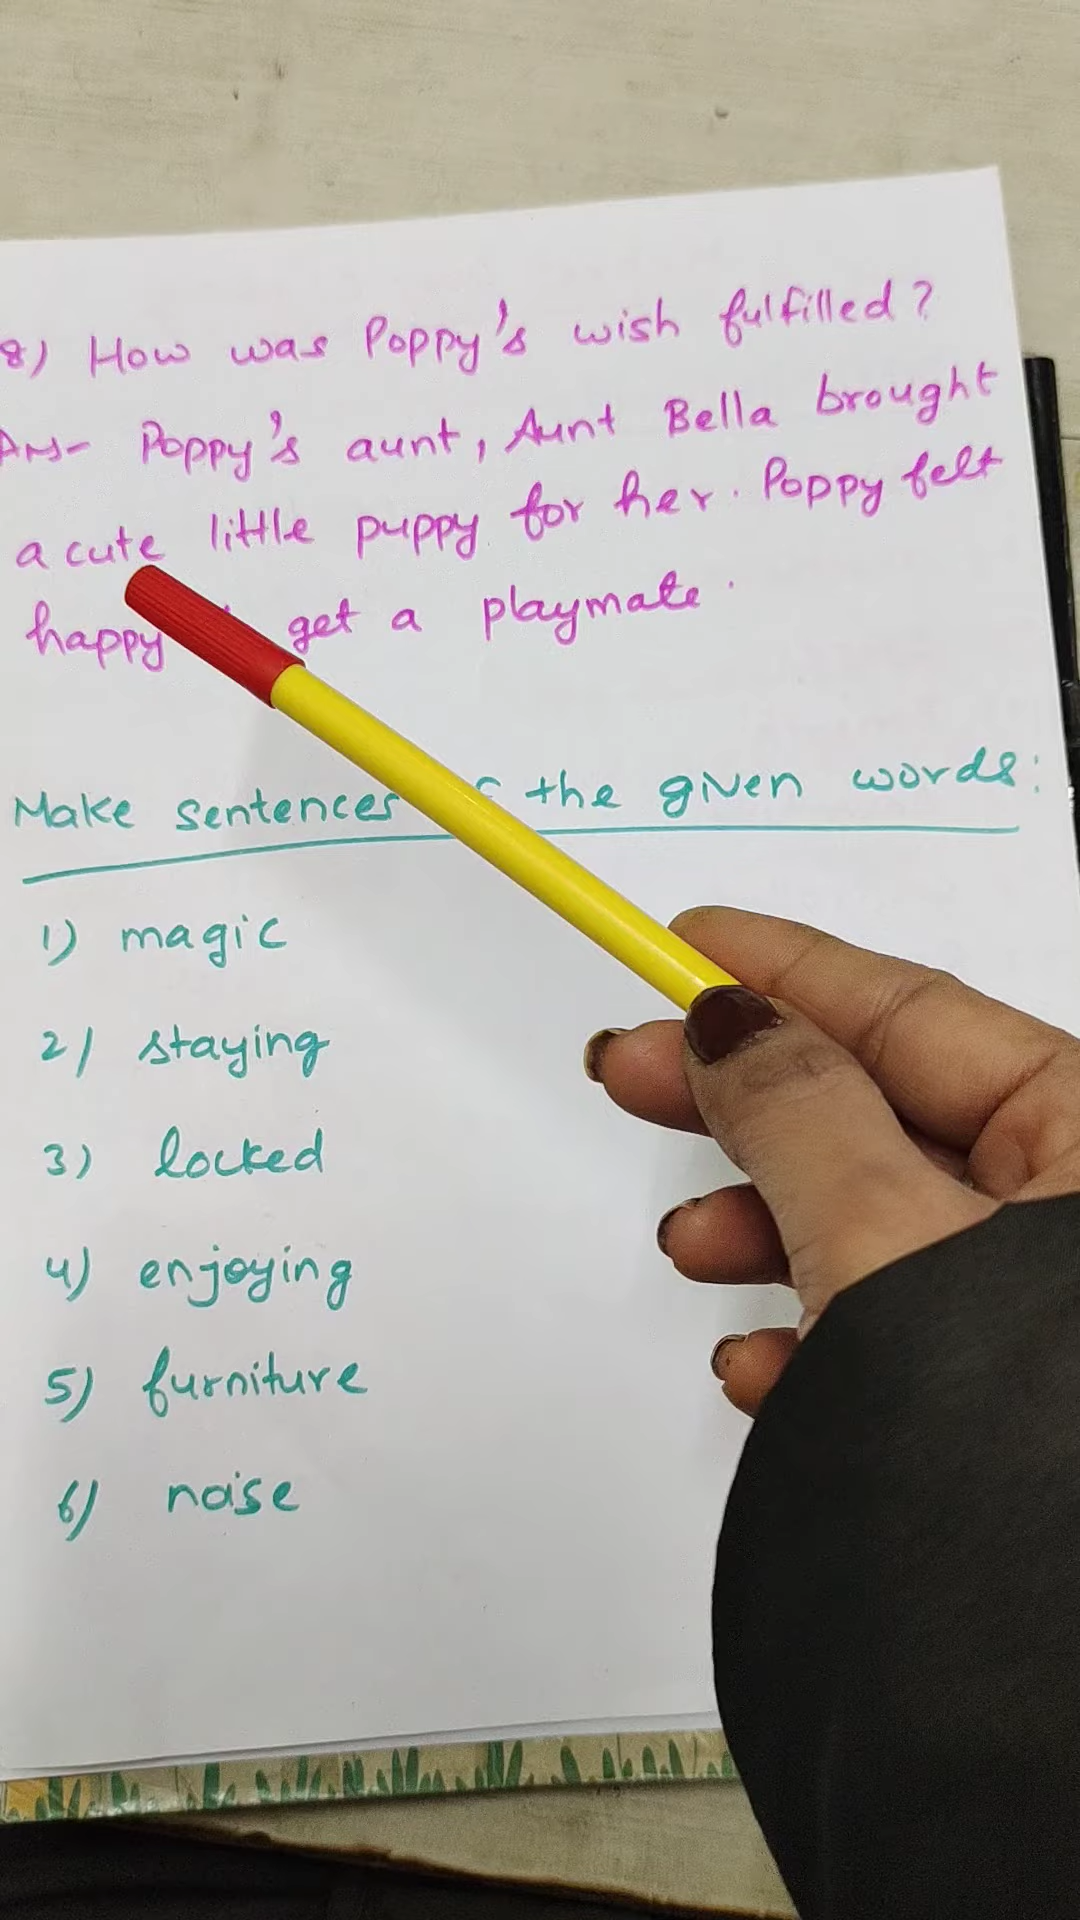 8) How was Poppy's wish fulfilled?
Ans- Poppy's aunt, Aunt Bella brought
a cute little puppy for her. Poppy felt
happy get a playmate.
Make sentences the given words:
1) magic
2) staying
3) locked
4) enjoying
5) furniture
6) noise